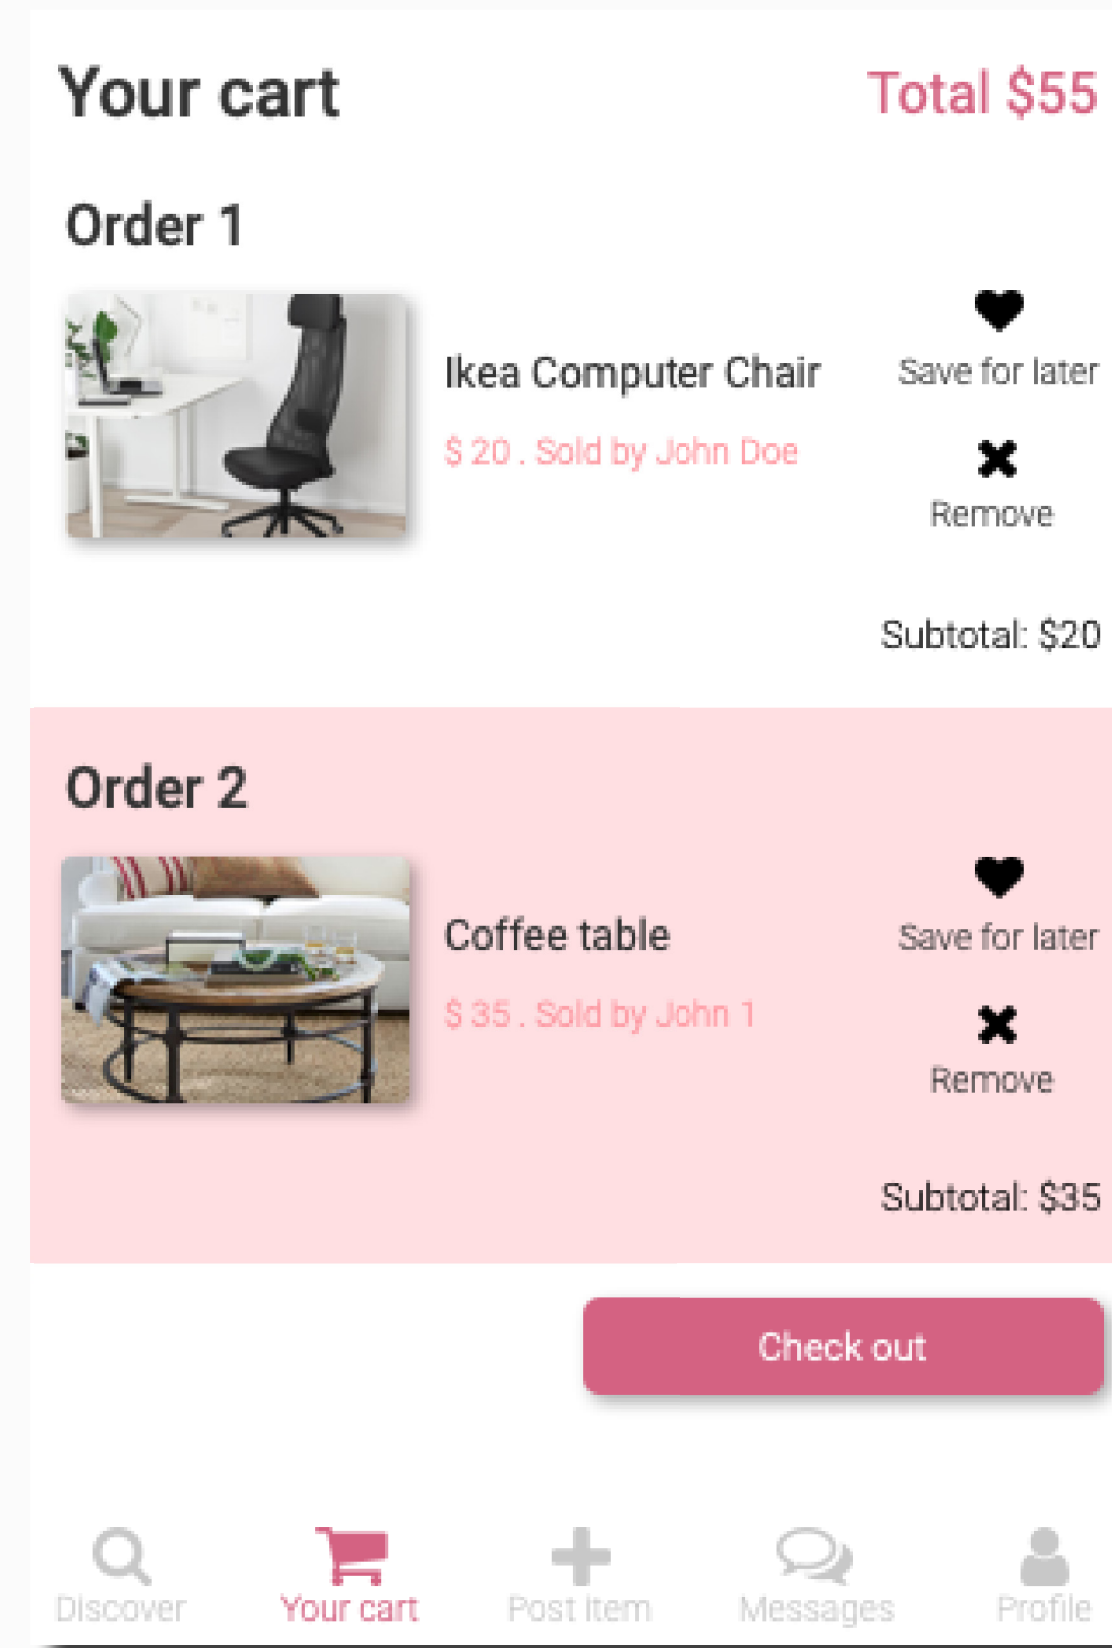 Your cart
Total $55
Order 1
Ikea Computer Chair
$ 20 . Sold by John Doe
Save for later
Remove
Subtotal: $20
Order 2
Coffee table
$ 35 . Sold by John 1
Save for later
Remove
Subtotal: $35
Check out
Discover
Your cart
Post item
Messages
Profile